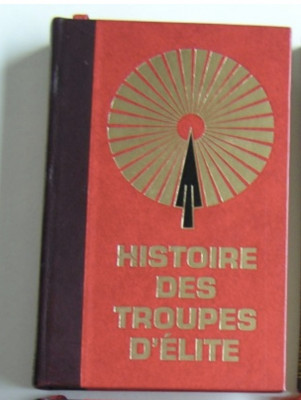 HISTOIRE
DES
TROUPES
D'ÉLITE